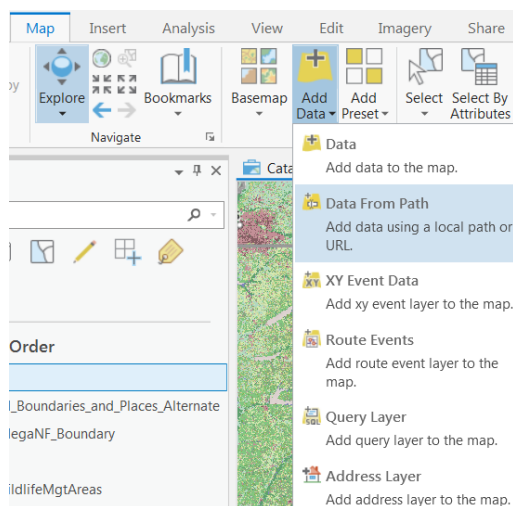 Map Insert Analysis View Edit Imagery Share
Explore Bookmarks Basemap Add Data Add Preset Select Select By Attributes
Navigate
Cata
Order
l_Boundaries_and_Places_Alternate
legaNF_Boundary
ildlifeMgtAreas
Data
Add data to the map.
Data From Path
Add data using a local path or
URL.
XY Event Data
Add xy event layer to the map.
Route Events
Add route event layer to the
map.
Query Layer
Add query layer to the map.
Address Layer
Add address layer to the map.